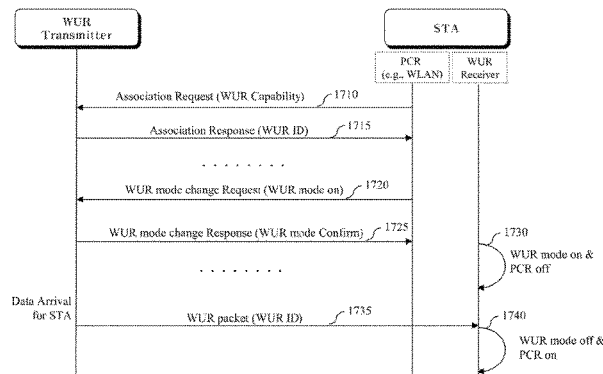 WUR
Transmitter
STA
PCR
(e.g., WLAN)
WUR
Receiver
Association Request (WUR Capability)
1710
Association Response (WUR ID)
1715
. . . . . . . .
WUR mode change Request (WUR mode on)
1720
WUR mode change Response (WUR mode Confirm)
1725
1730
WUR mode on &
PCR off
. . . . . . . .
Data Arrival
for STA
WUR packet (WUR ID)
1735
1740
WUR mode off &
PCR on